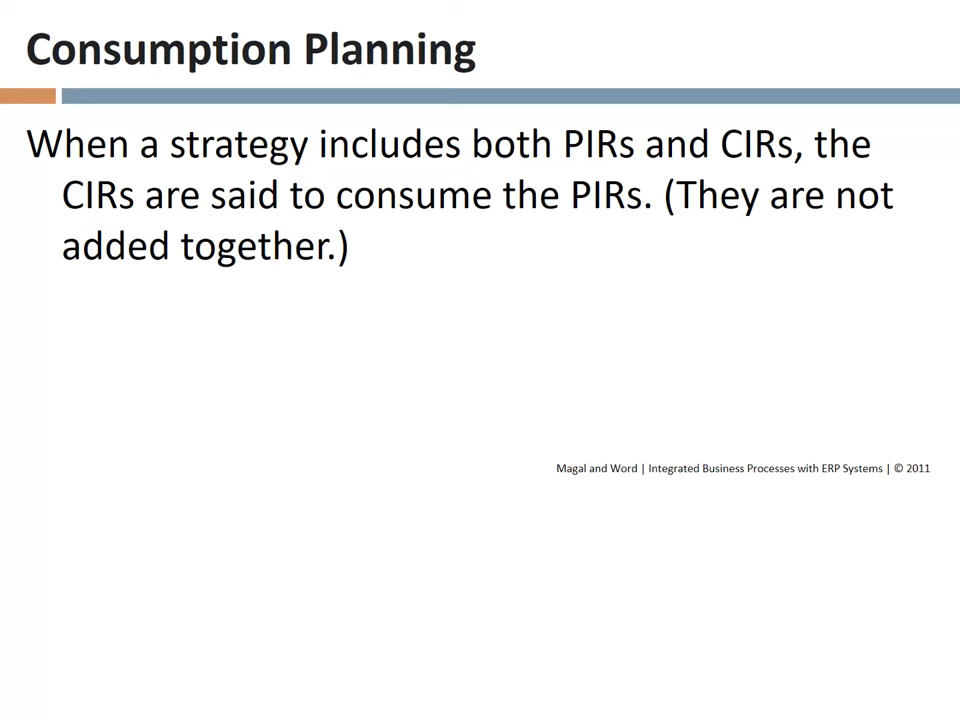 Consumption Planning
When a strategy includes both PIRs and CIRs, the
CIRs are said to consume the PIRs. (They are not
added together.)
Magal and Word | Integrated Business Processes with ERP Systems | © 2011